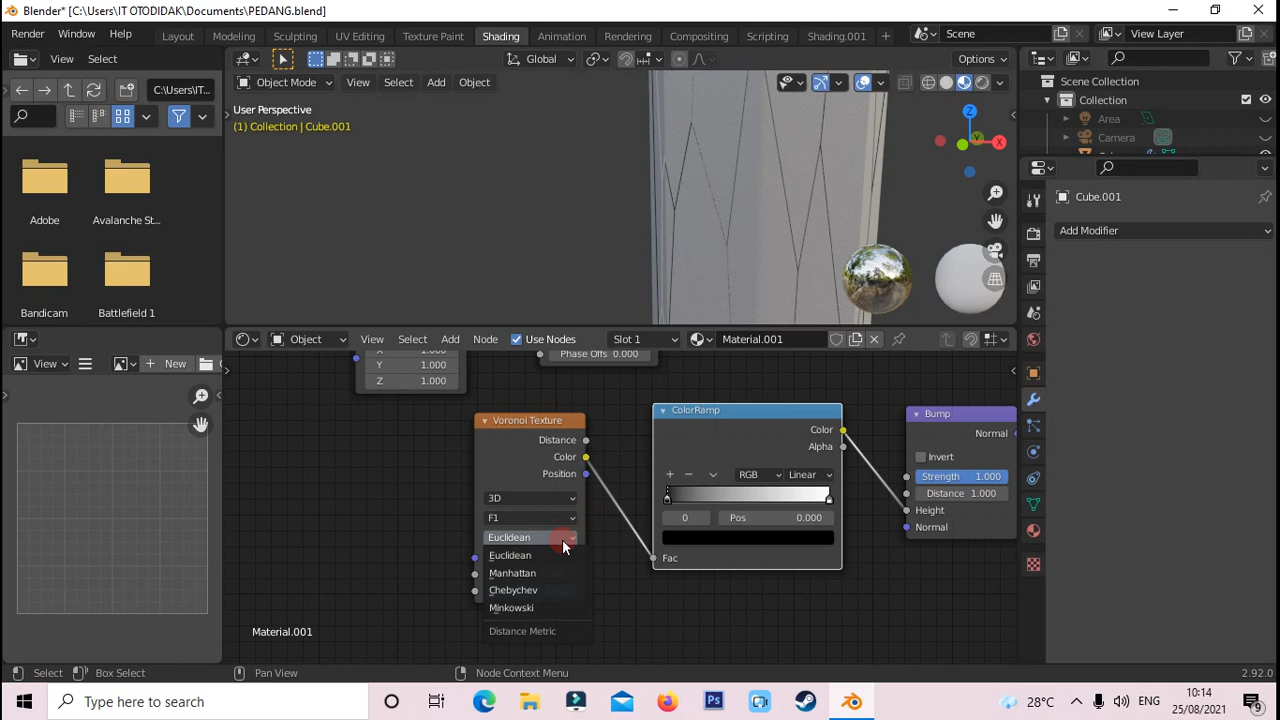 Blender* [C:\Users\IT OTODIDAK\Documents\PEDANG.blend]
Render Window Help Layout Modeling Sculpting UV Editing Texture Paint Shading Animation Rendering Compositing Scripting Shading.001 + Scene View Layer
View Select Global Options
C:\Users\IT... Object Mode View Select Add Object Scene Collection
Collection
User Perspective
(1) Collection | Cube.001
Area
Camera
Z
Y
X
Adobe Avalanche St...
Cube.001
Add Modifier
Bandicam Battlefield 1
Object View Select Add Node Use Nodes Slot 1 Material.001
View New
X 1.000
Y 1.000
Z 1.000
Phase Offs 0.000
Voronoi Texture
Distance
Color
Position
3D
F1
Euclidean
Euclidean
Manhattan
Chebychev
Minkowski
Distance Metric
ColorRamp
Color
Alpha
+ − RGB Linear
0 Pos 0.000
Fac
Bump
Normal
Invert
Strength 1.000
Distance 1.000
Height
Normal
Material.001
Select Box Select Pan View Node Context Menu 2.92.0
Type here to search 28°C ENG 10:14
25/08/2021 9